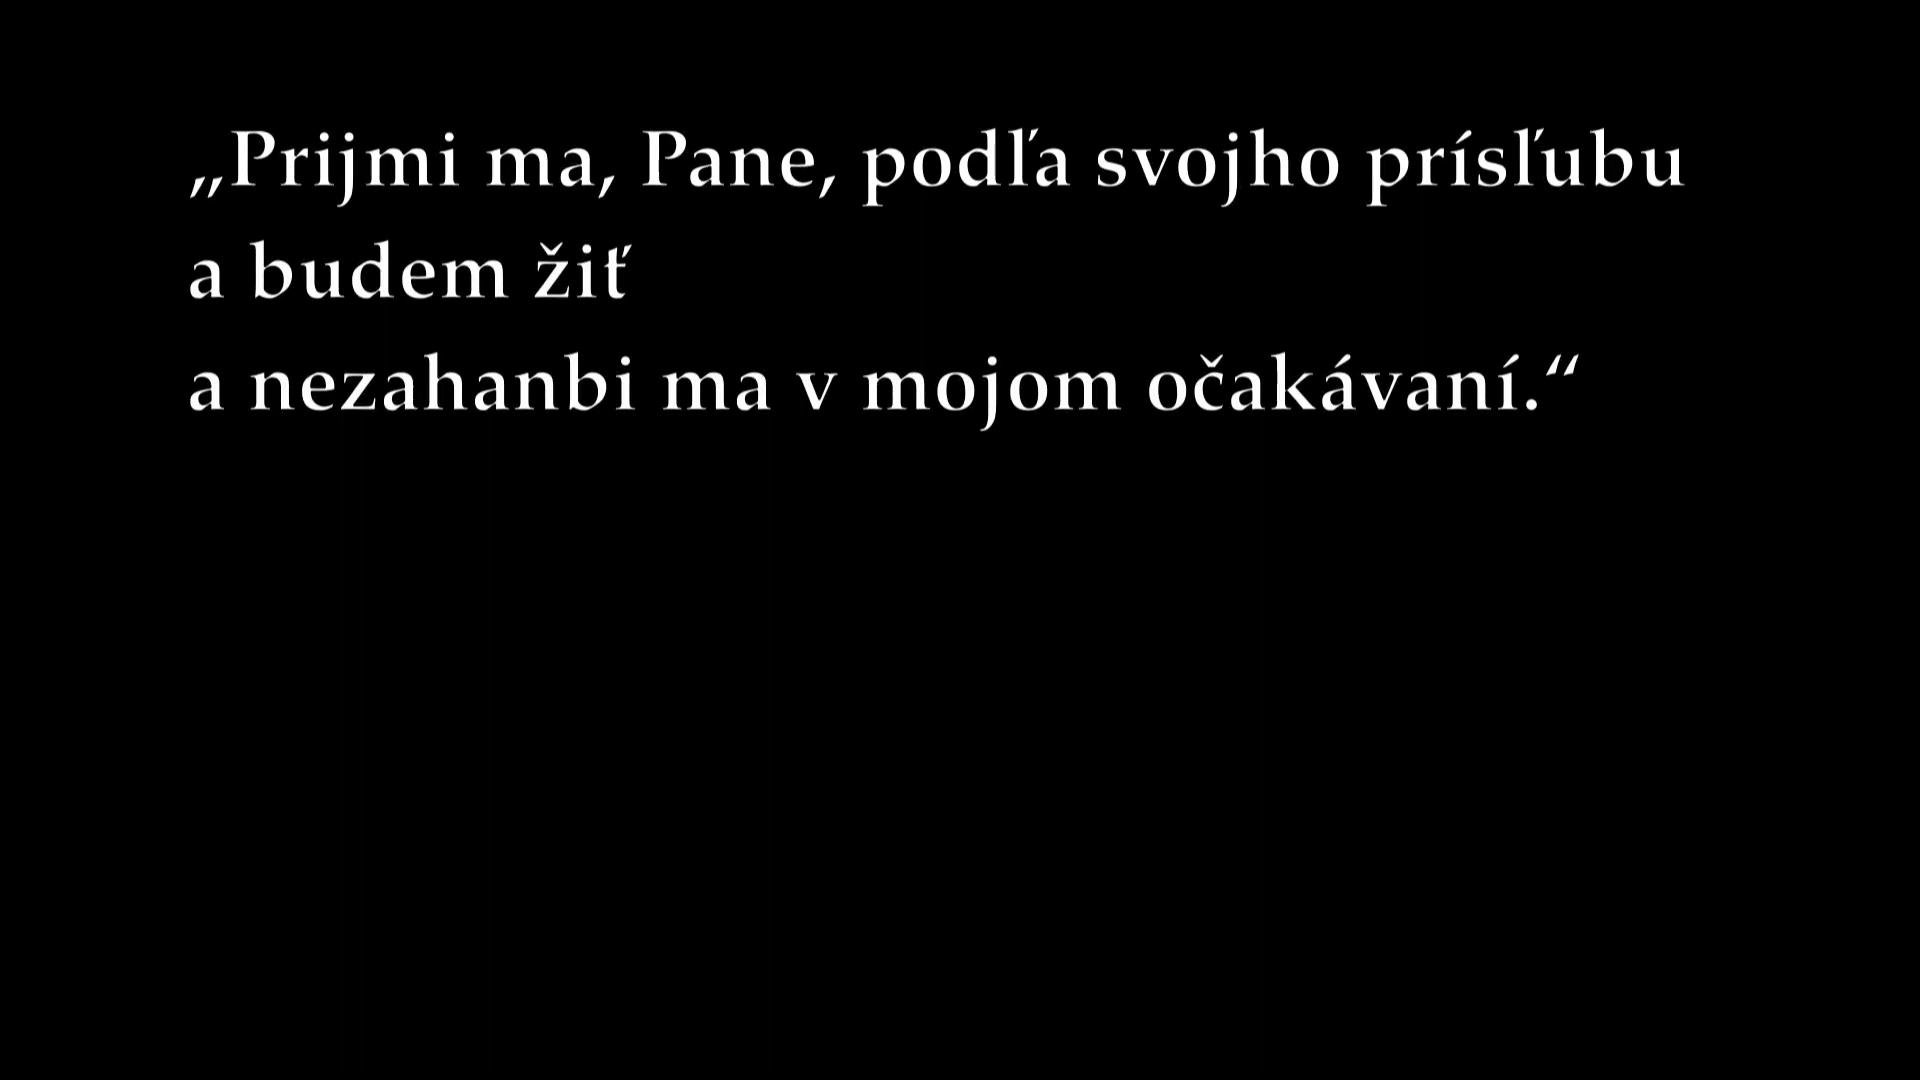 „Prijmi ma, Pane, podľa svojho prísľubu
a budem žiť
a nezahanbi ma v mojom očakávaní.“